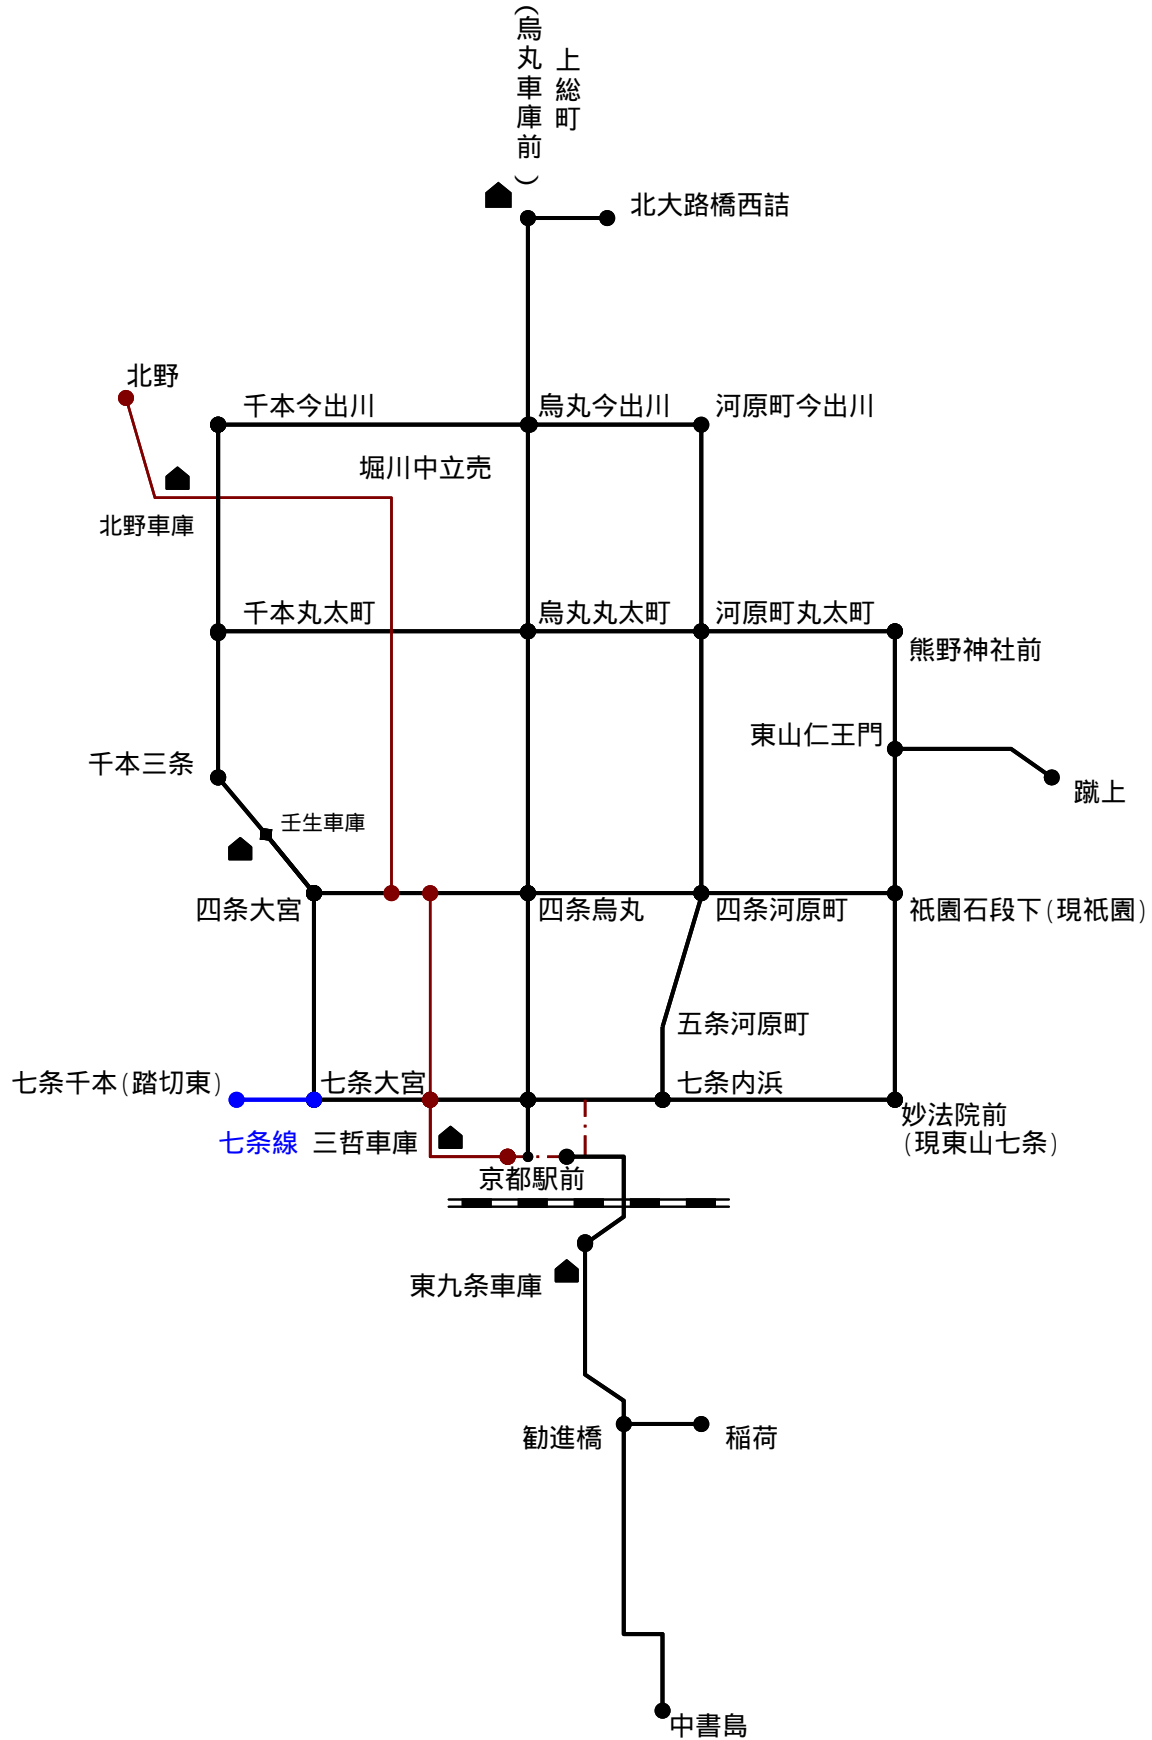 上総町
(烏丸車庫前)
北大路橋西詰
北野
千本今出川
烏丸今出川
河原町今出川
堀川中立売
北野車庫
千本丸太町
烏丸丸太町
河原町丸太町
熊野神社前
東山仁王門
千本三条
蹴上
壬生車庫
四条大宮
四条烏丸
四条河原町
祇園石段下(現祇園)
五条河原町
七条千本(踏切東)
七条大宮
七条内浜
妙法院前
(現東山七条)
七条線
三哲車庫
京都駅前
東九条車庫
勧進橋
稲荷
中書島